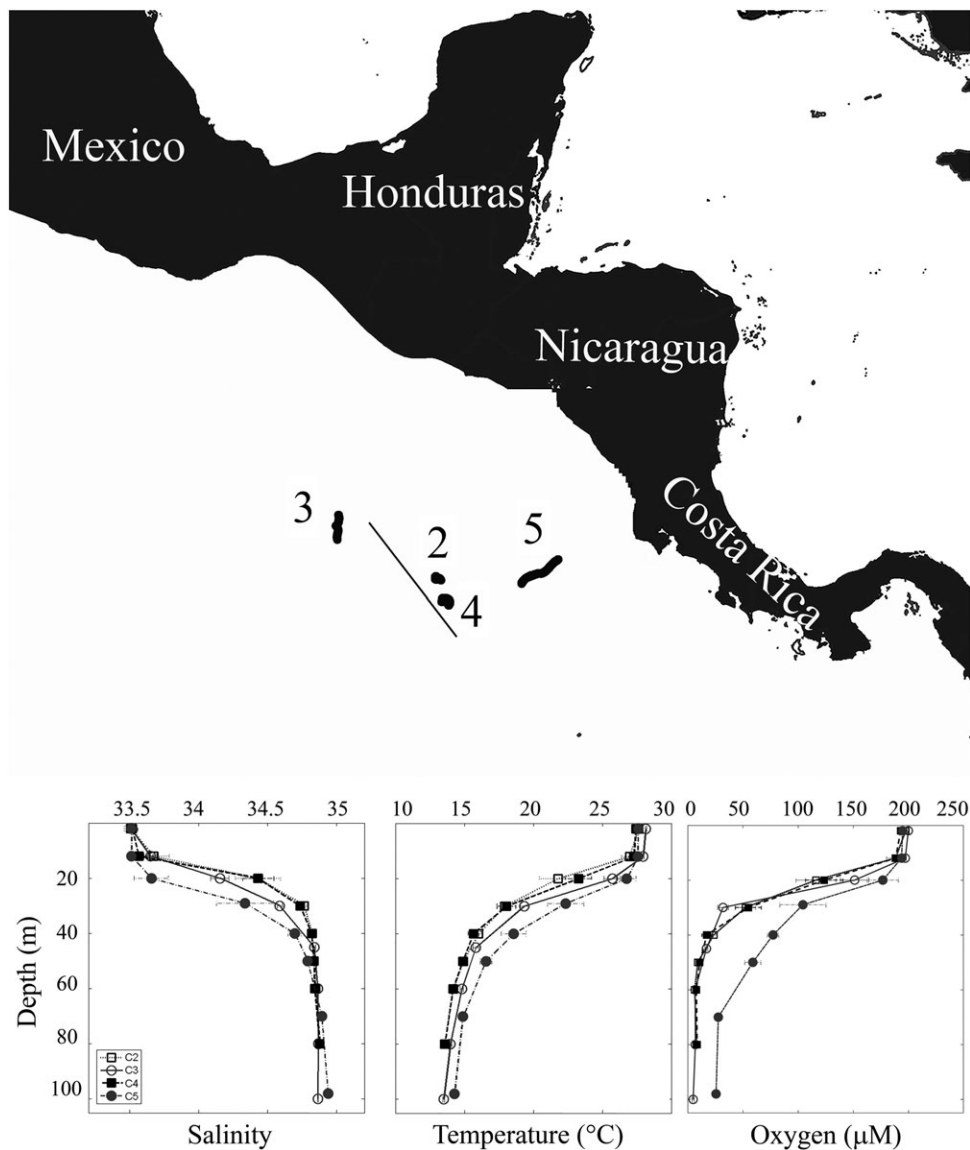 Mexico
Honduras
Nicaragua
Costa Rica
3
2
5
4
33.5 34 34.5 35
10 15 20 25 30
0 50 100 150 200 250
20
40
60
80
100
Depth (m)
C2
C3
C4
C5
Salinity
Temperature (°C)
Oxygen (μM)